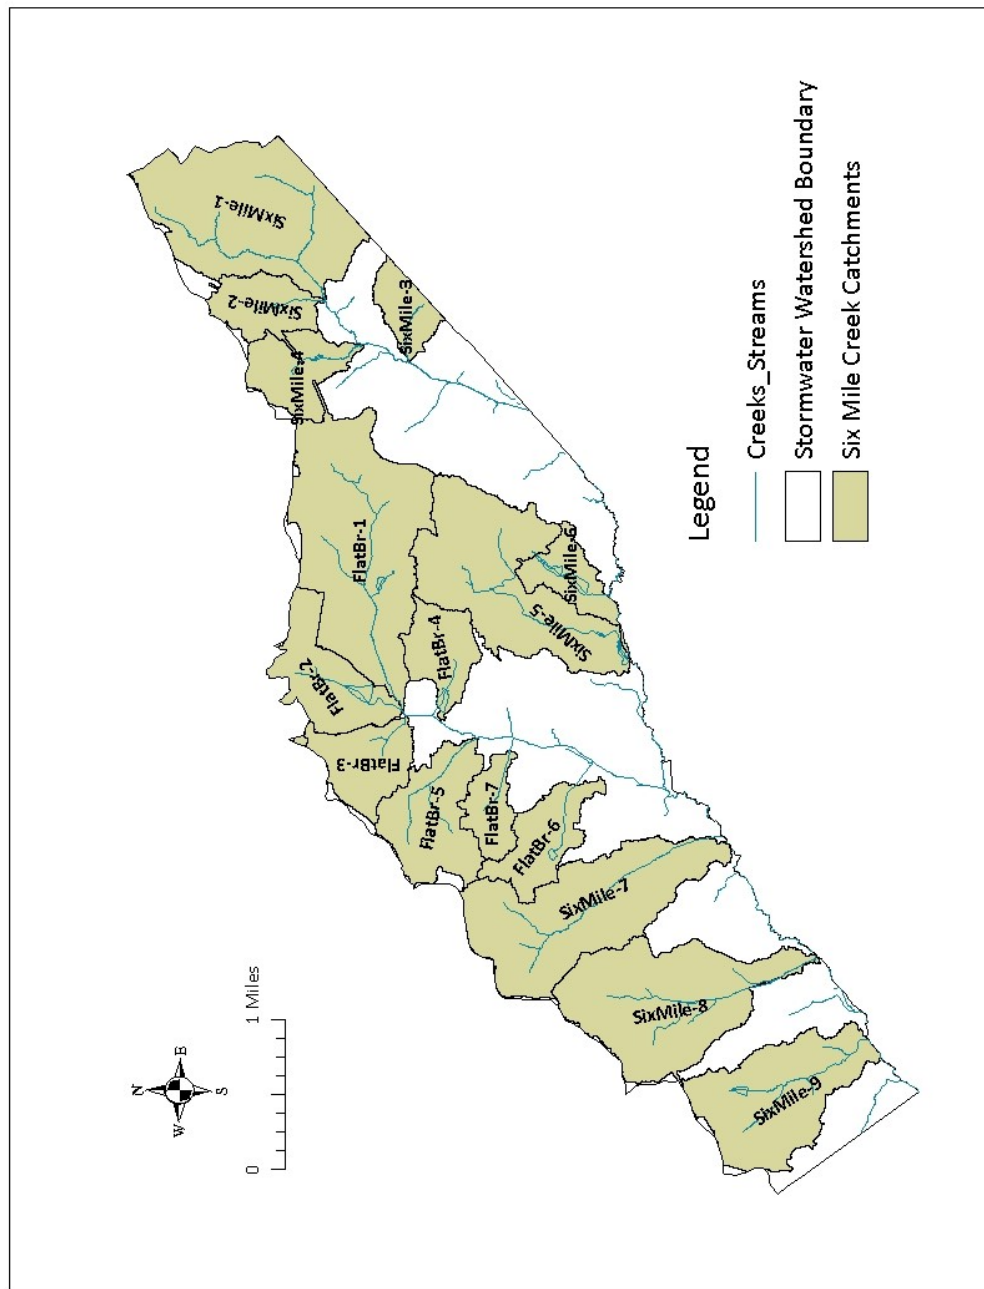 N
W
E
S
0
1 Miles
SixMile-1
SixMile-2
SixMile-3
SixMile-4
FlatBr-1
FlatBr-2
FlatBr-3
FlatBr-4
FlatBr-5
FlatBr-7
FlatBr-6
SixMile-5
SixMile-6
SixMile-7
SixMile-8
SixMile-9
Legend
Creeks_Streams
Stormwater Watershed Boundary
Six Mile Creek Catchments